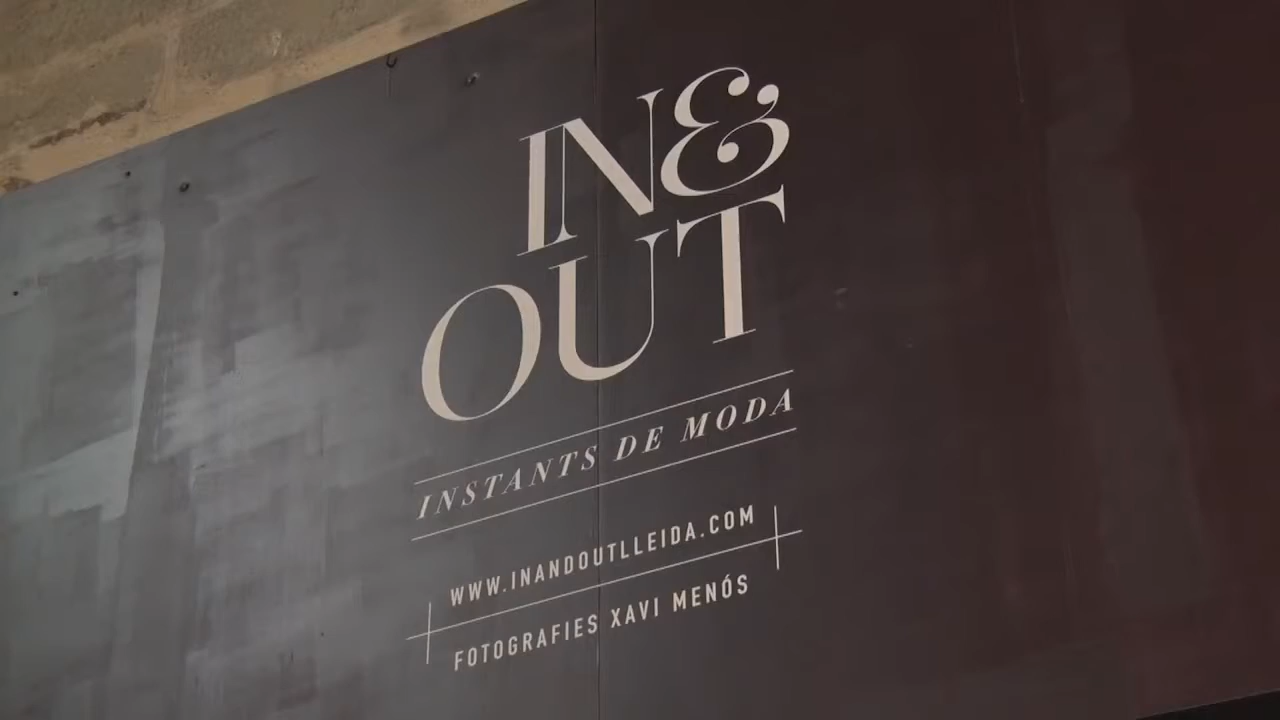 IN&
OUT
INSTANTS DE MODA
WWW.INANDOUTLLEIDA.COM
FOTOGRAFIES XAVI MENÓS